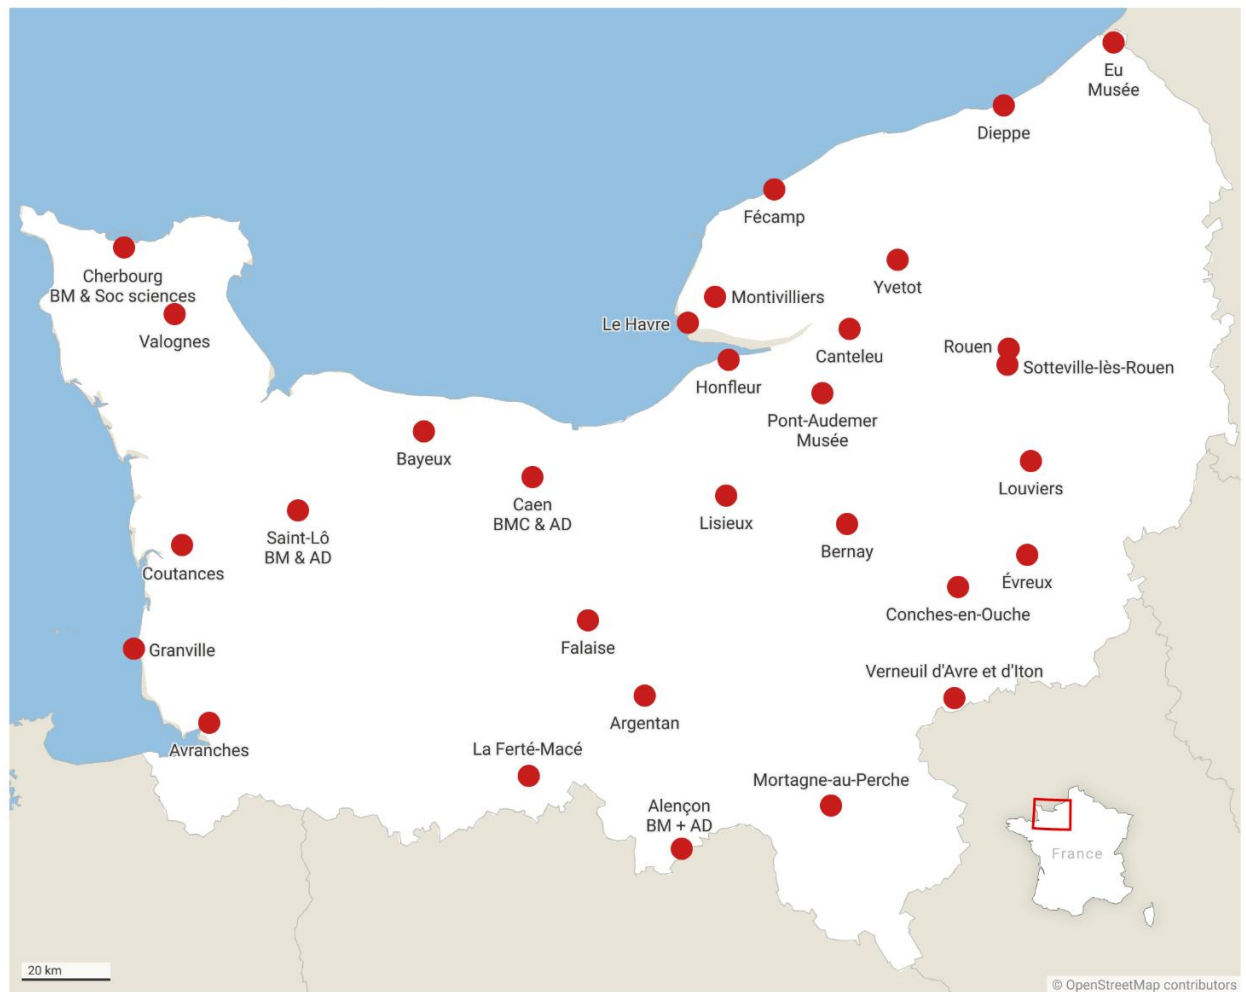 Eu
Musée
Dieppe
Fécamp
Cherbourg
BM & Soc sciences
Yvetot
Montivilliers
Valognes
Le Havre
Canteleu
Rouen
Sotteville-lès-Rouen
Honfleur
Pont-Audemer
Musée
Bayeux
Louviers
Caen
BMC & AD
Lisieux
Saint-Lô
BM & AD
Bernay
Coutances
Évreux
Conches-en-Ouche
Falaise
Granville
Verneuil d'Avre et d'Iton
Argentan
Avranches
La Ferté-Macé
Mortagne-au-Perche
Alençon
BM + AD
France
20 km
© OpenStreetMap contributors